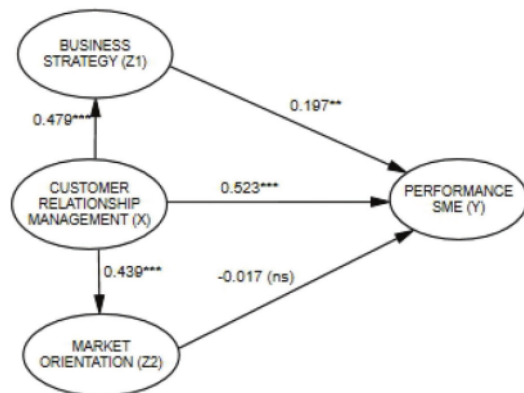 BUSINESS
STRATEGY (Z1)
0.197**
0.479***
CUSTOMER
RELATIONSHIP
MANAGEMENT (X)
0.523***
PERFORMANCE
SME (Y)
0.439***
-0.017 (ns)
MARKET
ORIENTATION (Z2)